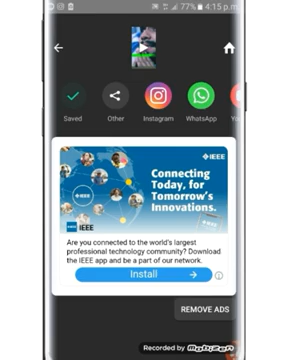 77% 4:15 p.m.
Saved
Other
Instagram
WhatsApp
IEEE
Connecting
Today, for
Tomorrow's
Innovations.
IEEE
IEEE
Are you connected to the world's largest
professional technology community? Download
the IEEE app and be a part of our network.
Install
REMOVE ADS
Recorded by Mobizen